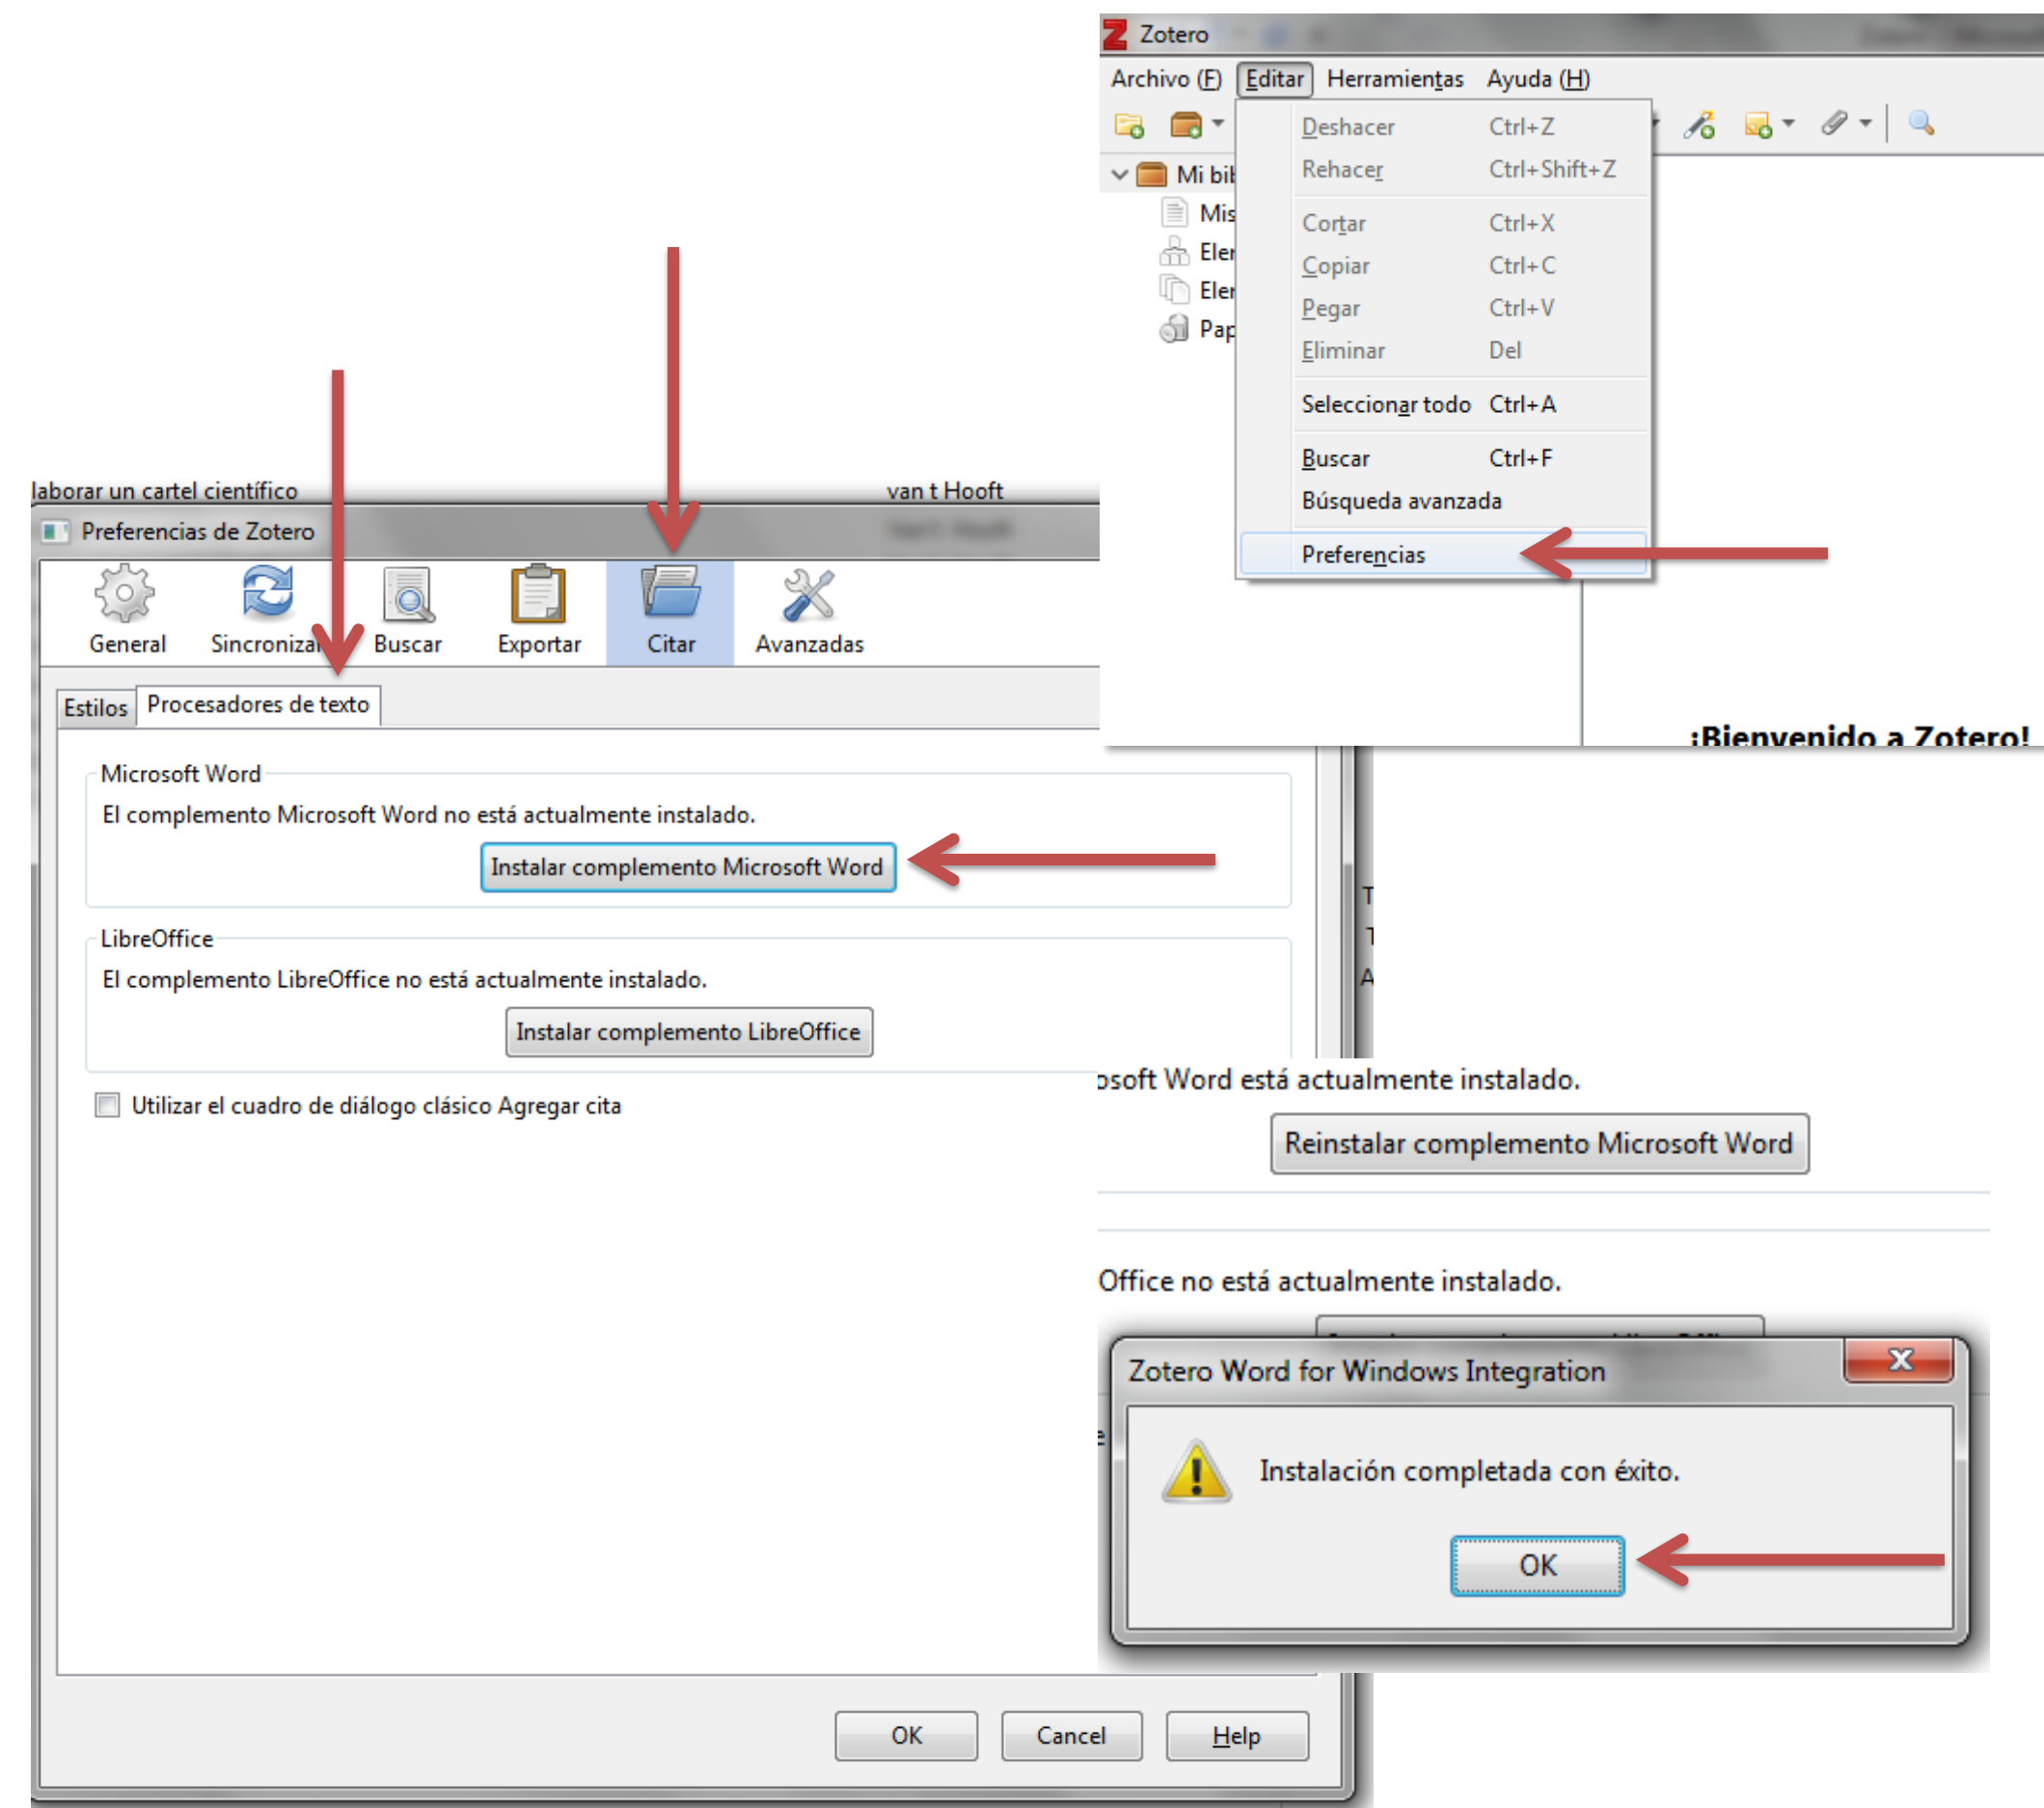 Zotero
Archivo (F) Editar Herramientas Ayuda (H)
Deshacer Ctrl+Z
Rehacer Ctrl+Shift+Z
Cortar Ctrl+X
Copiar Ctrl+C
Pegar Ctrl+V
Eliminar Del
Seleccionar todo Ctrl+A
Buscar Ctrl+F
Búsqueda avanzada
Preferencias
Mi bib
Mis
Eler
Eler
Pap
¡Bienvenido a Zotero!
laborar un cartel científico van t Hooft
Preferencias de Zotero
General Sincronizar Buscar Exportar Citar Avanzadas
Estilos Procesadores de texto
Microsoft Word
El complemento Microsoft Word no está actualmente instalado.
Instalar complemento Microsoft Word
LibreOffice
El complemento LibreOffice no está actualmente instalado.
Instalar complemento LibreOffice
Utilizar el cuadro de diálogo clásico Agregar cita
OK Cancel Help
T
T
A
osoft Word está actualmente instalado.
Reinstalar complemento Microsoft Word
Office no está actualmente instalado.
Zotero Word for Windows Integration
Instalación completada con éxito.
OK